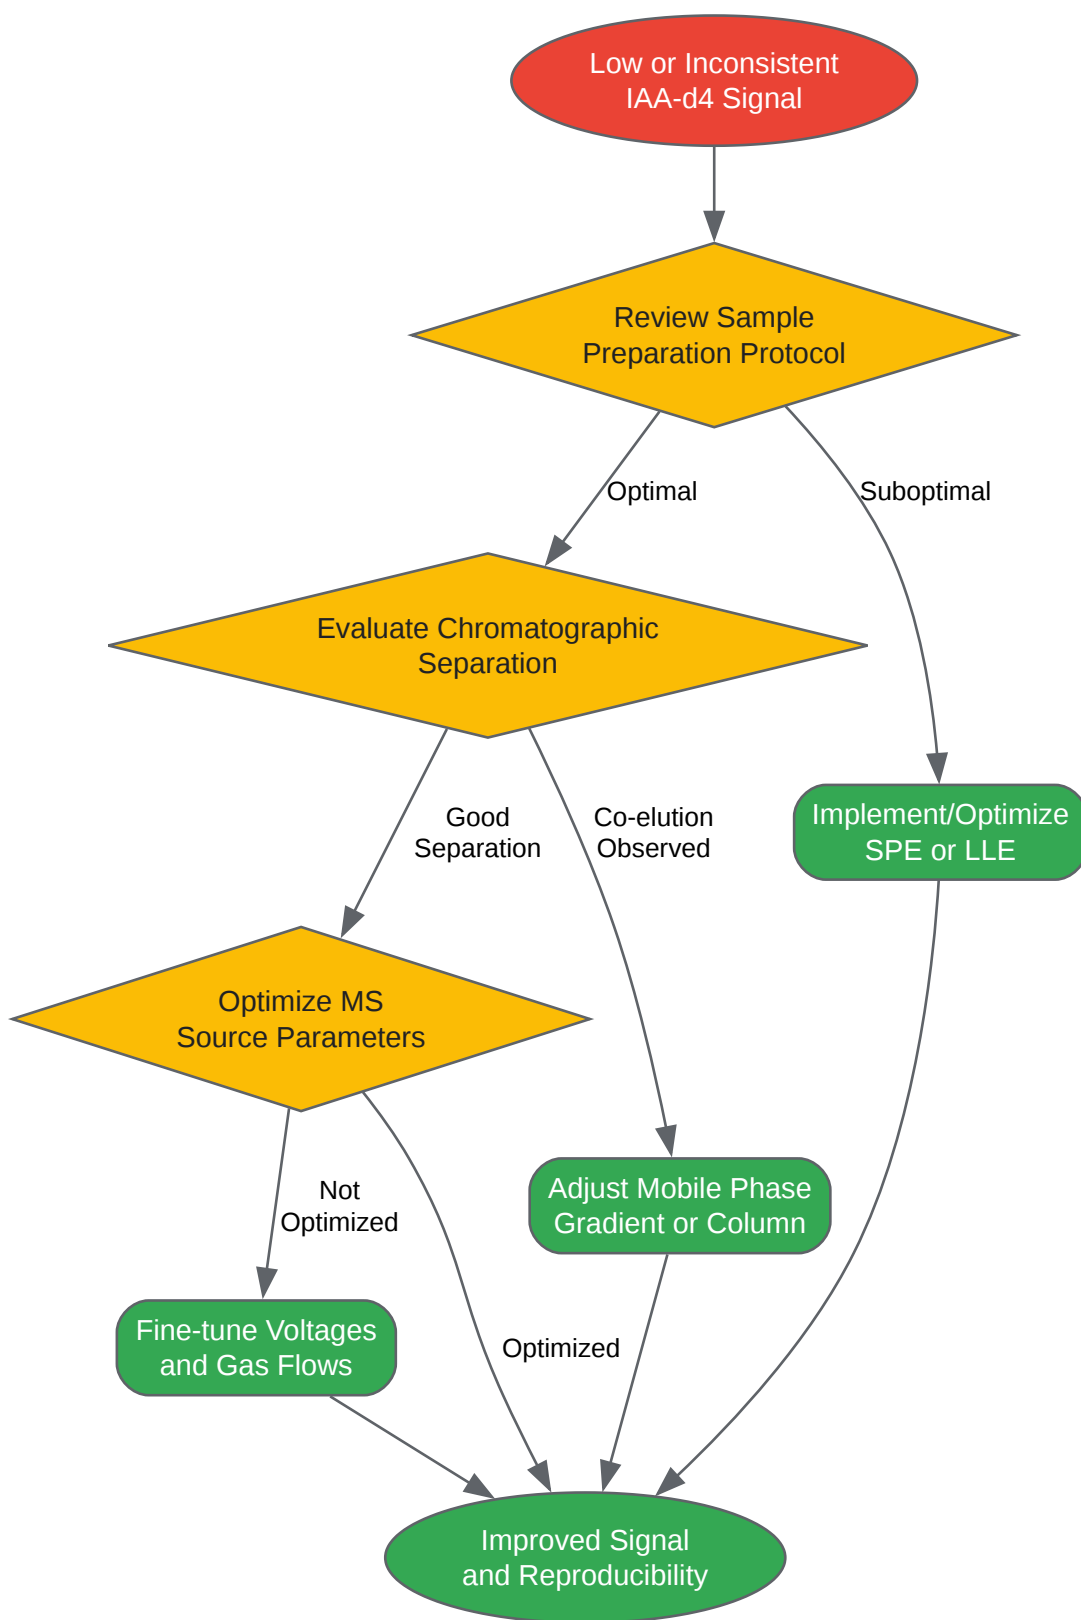 Low or Inconsistent
IAA-d4 Signal
Review Sample
Preparation Protocol
Optimal
Suboptimal
Evaluate Chromatographic
Separation
Good
Separation
Co-elution
Observed
Implement/Optimize
SPE or LLE
Optimize MS
Source Parameters
Not
Optimized
Adjust Mobile Phase
Gradient or Column
Fine-tune Voltages
and Gas Flows
Optimized
Improved Signal
and Reproducibility